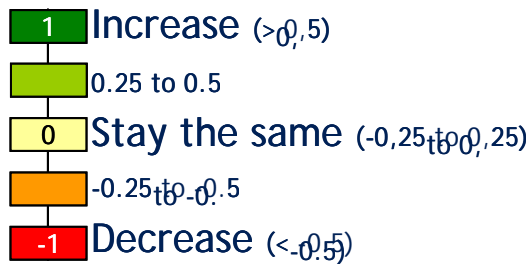 1 Increase (>0,5)
0.25 to 0.5
0 Stay the same (-0,25 to 0,25)
-0.25 to -0.5
-1 Decrease (<-0.5)